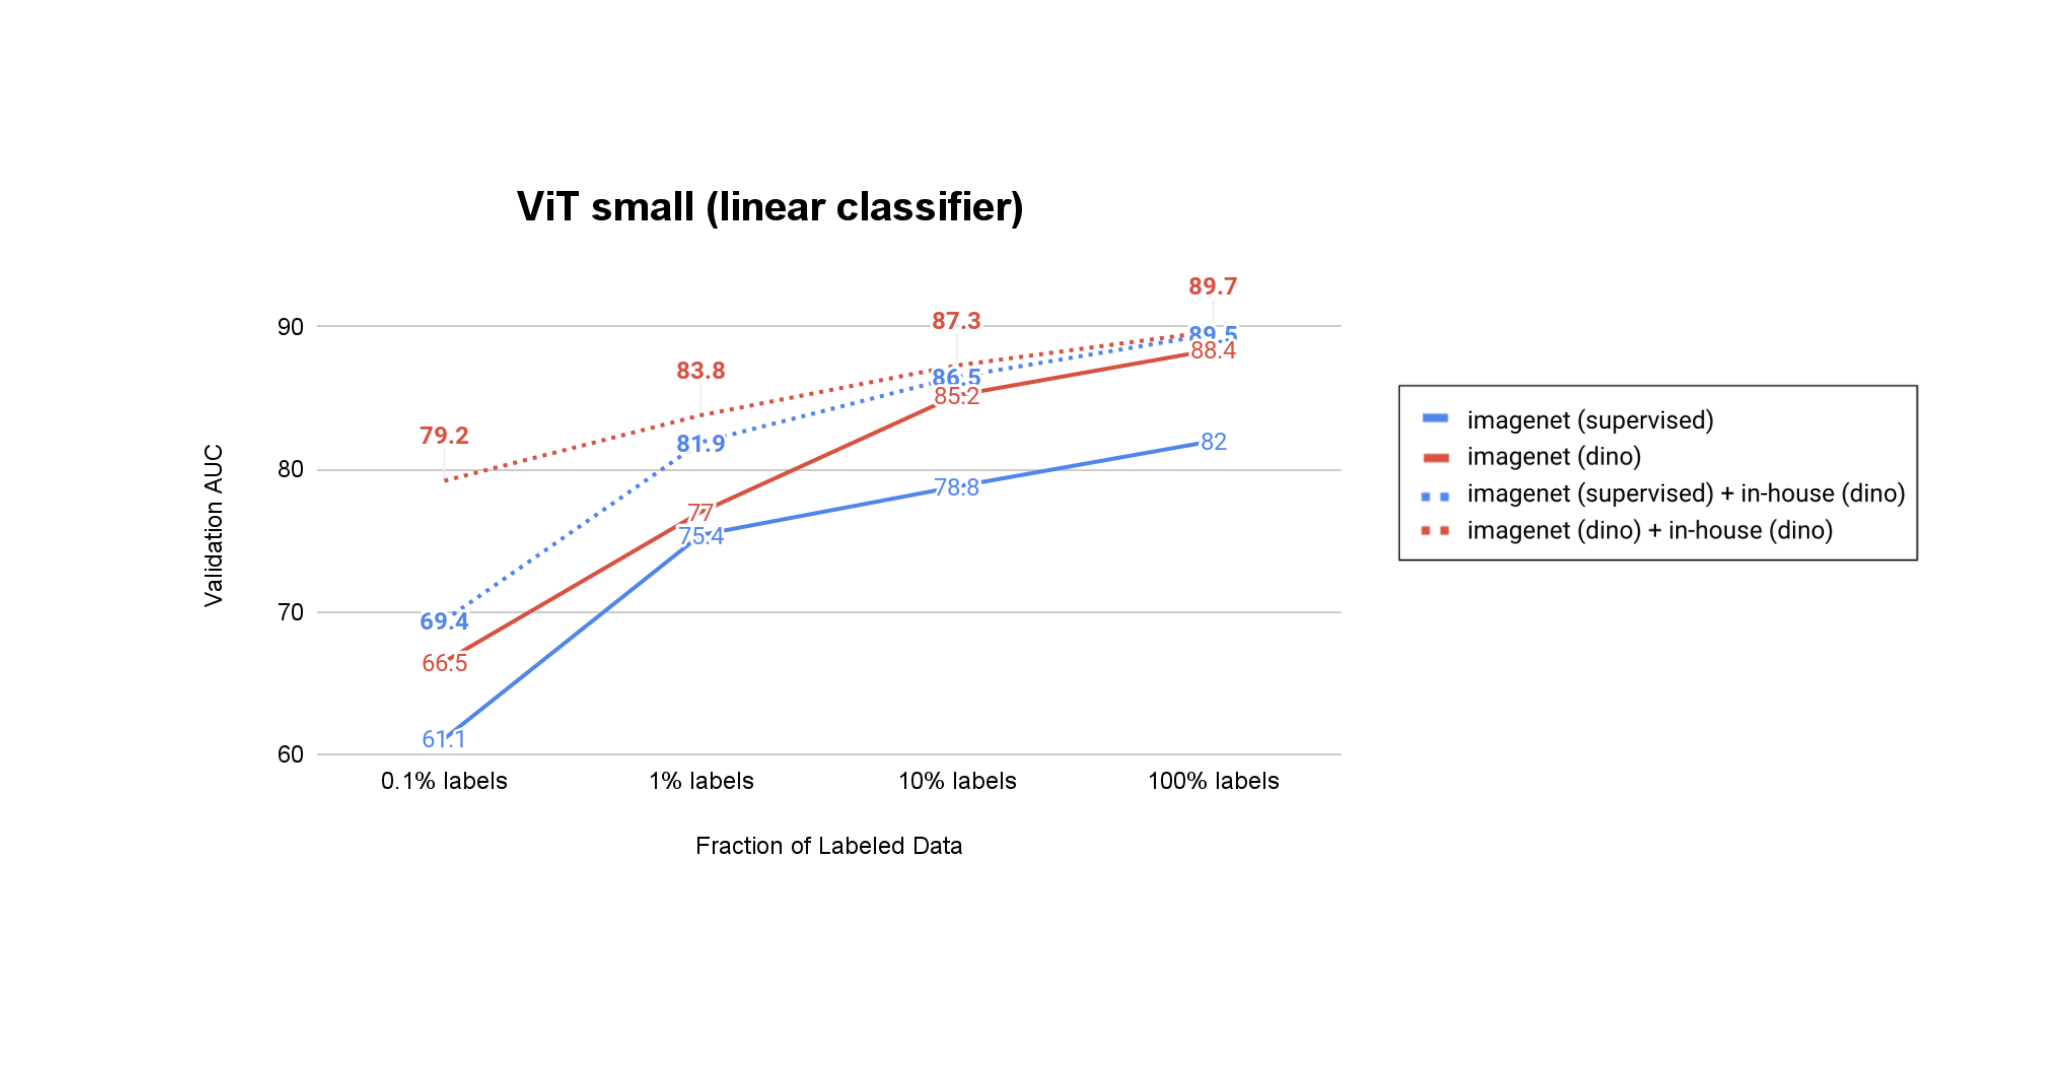 ViT small (linear classifier)
Validation AUC
90
80
70
60
79.2
69.4
66.5
61.1
83.8
81.9
77
75.4
87.3
86.5
85.2
78.8
89.7
89.5
88.4
82
0.1% labels
1% labels
10% labels
100% labels
Fraction of Labeled Data
imagenet (supervised)
imagenet (dino)
imagenet (supervised) + in-house (dino)
imagenet (dino) + in-house (dino)